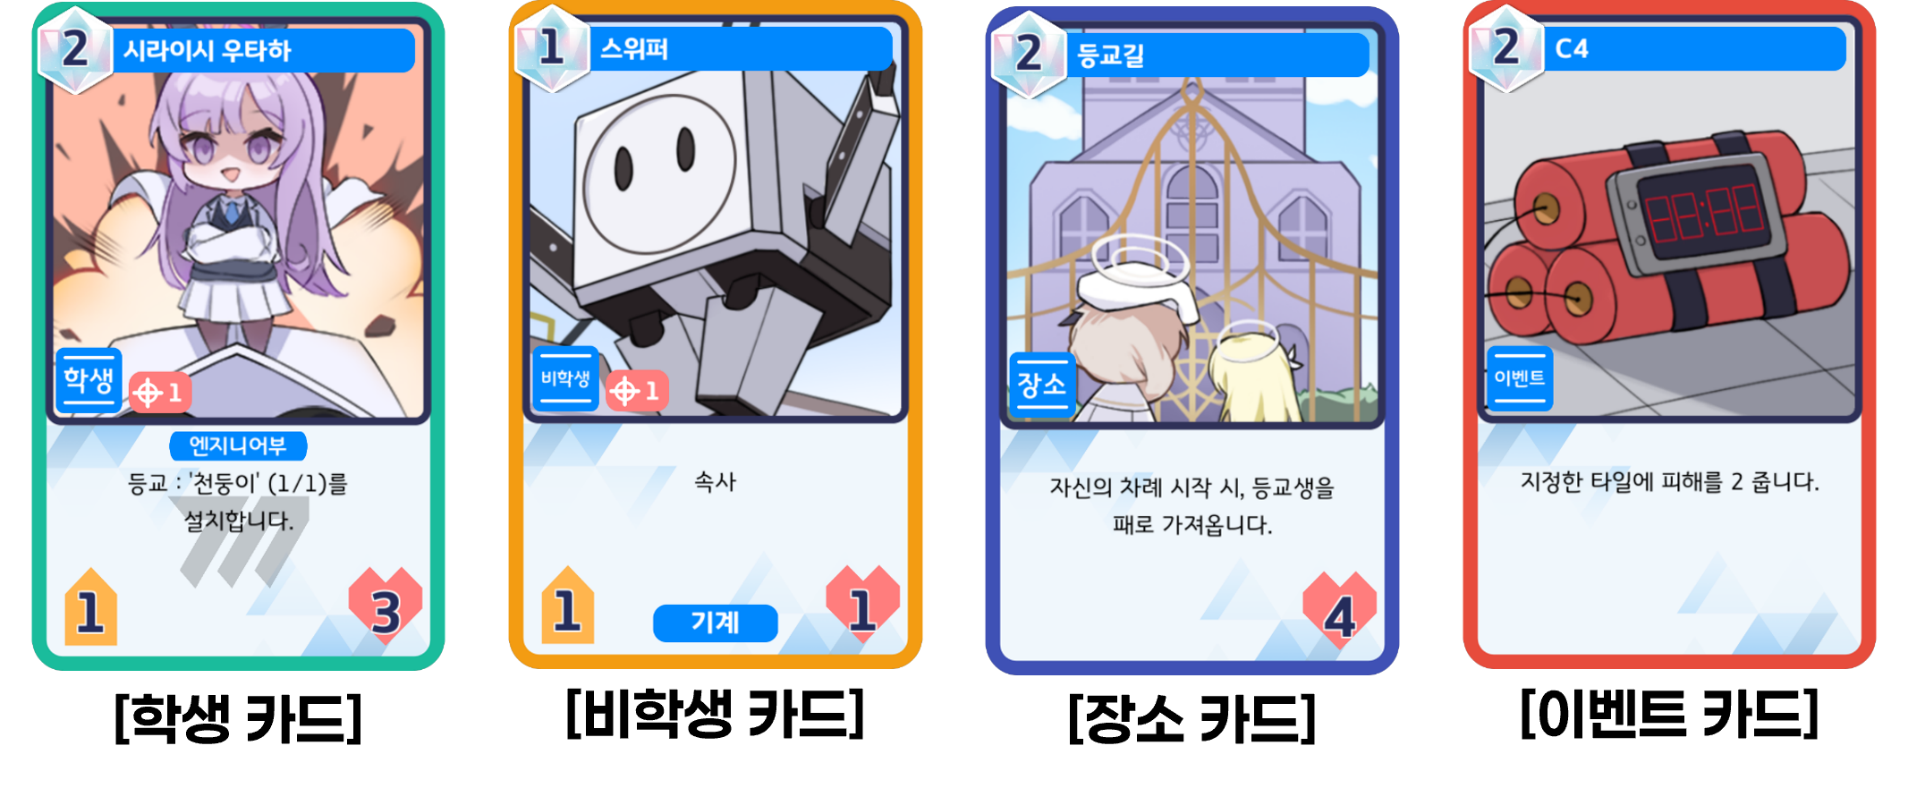 2
시라이시 우타하
학생
1
엔지니어부
등교 : '천둥이' (1/1)를
설치합니다.
1
3
[학생 카드]
1
스위퍼
비학생
1
속사
1
기계
1
[비학생 카드]
2
등교길
장소
자신의 차례 시작 시, 등교생을
패로 가져옵니다.
4
[장소 카드]
2
C4
이벤트
지정한 타일에 피해를 2 줍니다.
[이벤트 카드]